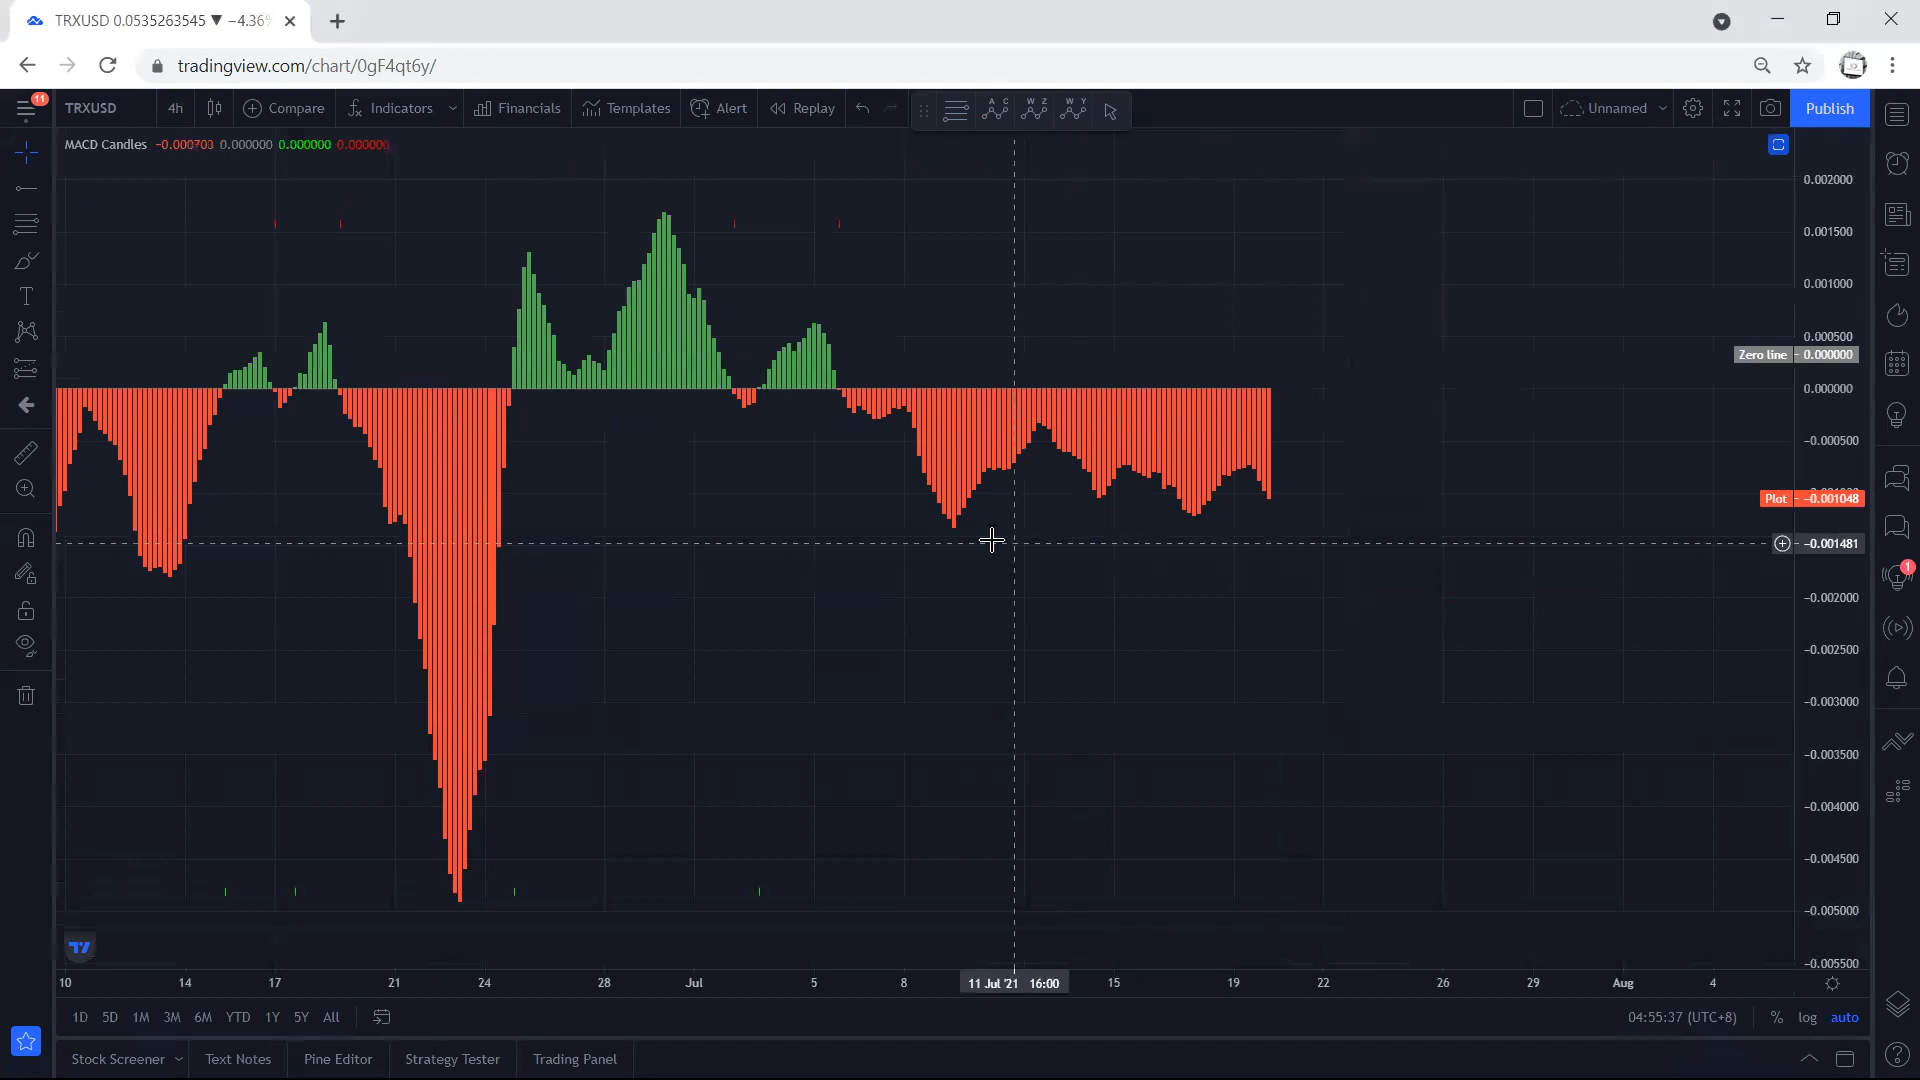 TRXUSD 0.0535263545 ▼ −4.36%
tradingview.com/chart/0gF4qt6y/
11
TRXUSD 4h Compare Indicators Financials Templates Alert Replay Unnamed Publish
A C W Z W Y
MACD Candles −0.000703 0.000000 0.000000 0.000000
0.002000
0.001500
0.001000
0.000500
Zero line 0.000000
0.000000
−0.000500
Plot −0.001048
−0.001481
1
−0.002000
−0.002500
−0.003000
−0.003500
−0.004000
−0.004500
−0.005000
−0.005500
10 14 17 21 24 28 Jul 5 8 11 Jul '21 16:00 15 19 22 26 29 Aug 4
1D 5D 1M 3M 6M YTD 1Y 5Y All 04:55:37 (UTC+8) % log auto
Stock Screener Text Notes Pine Editor Strategy Tester Trading Panel